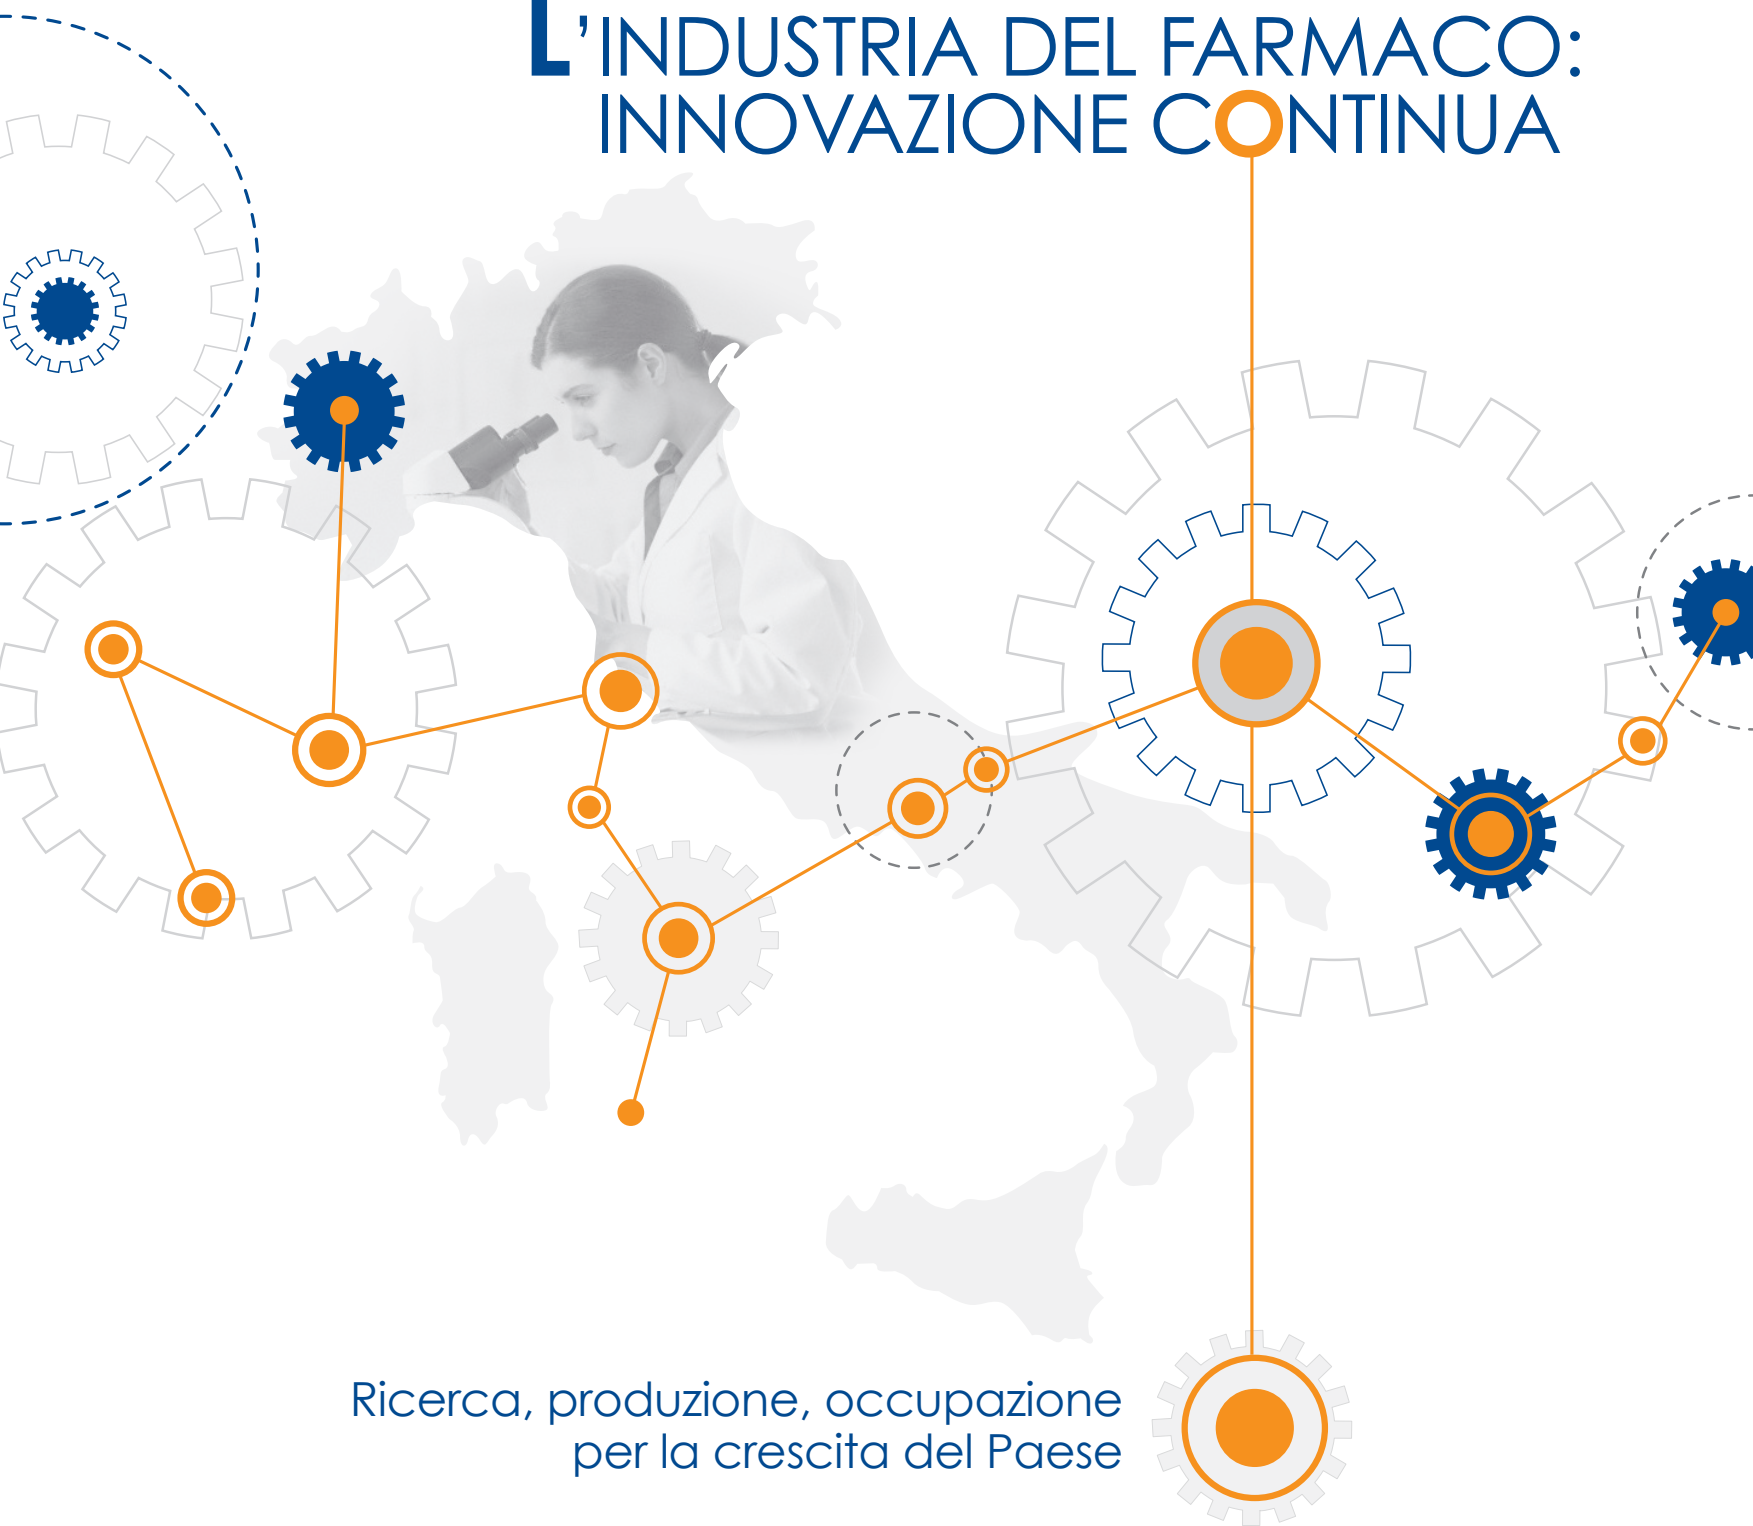 L'INDUSTRIA DEL FARMACO:
INNOVAZIONE CONTINUA
Ricerca, produzione, occupazione
per la crescita del Paese